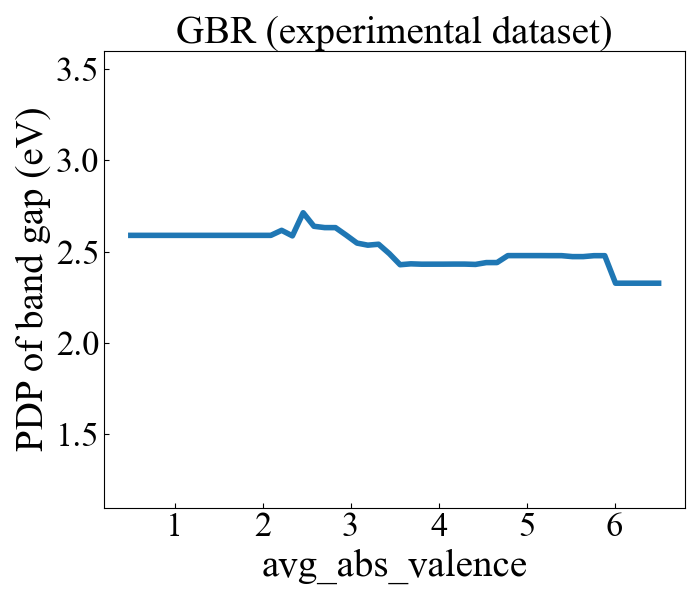 GBR (experimental dataset)
PDP of band gap (eV)
3.5
3.0
2.5
2.0
1.5
1 2 3 4 5 6
avg_abs_valence